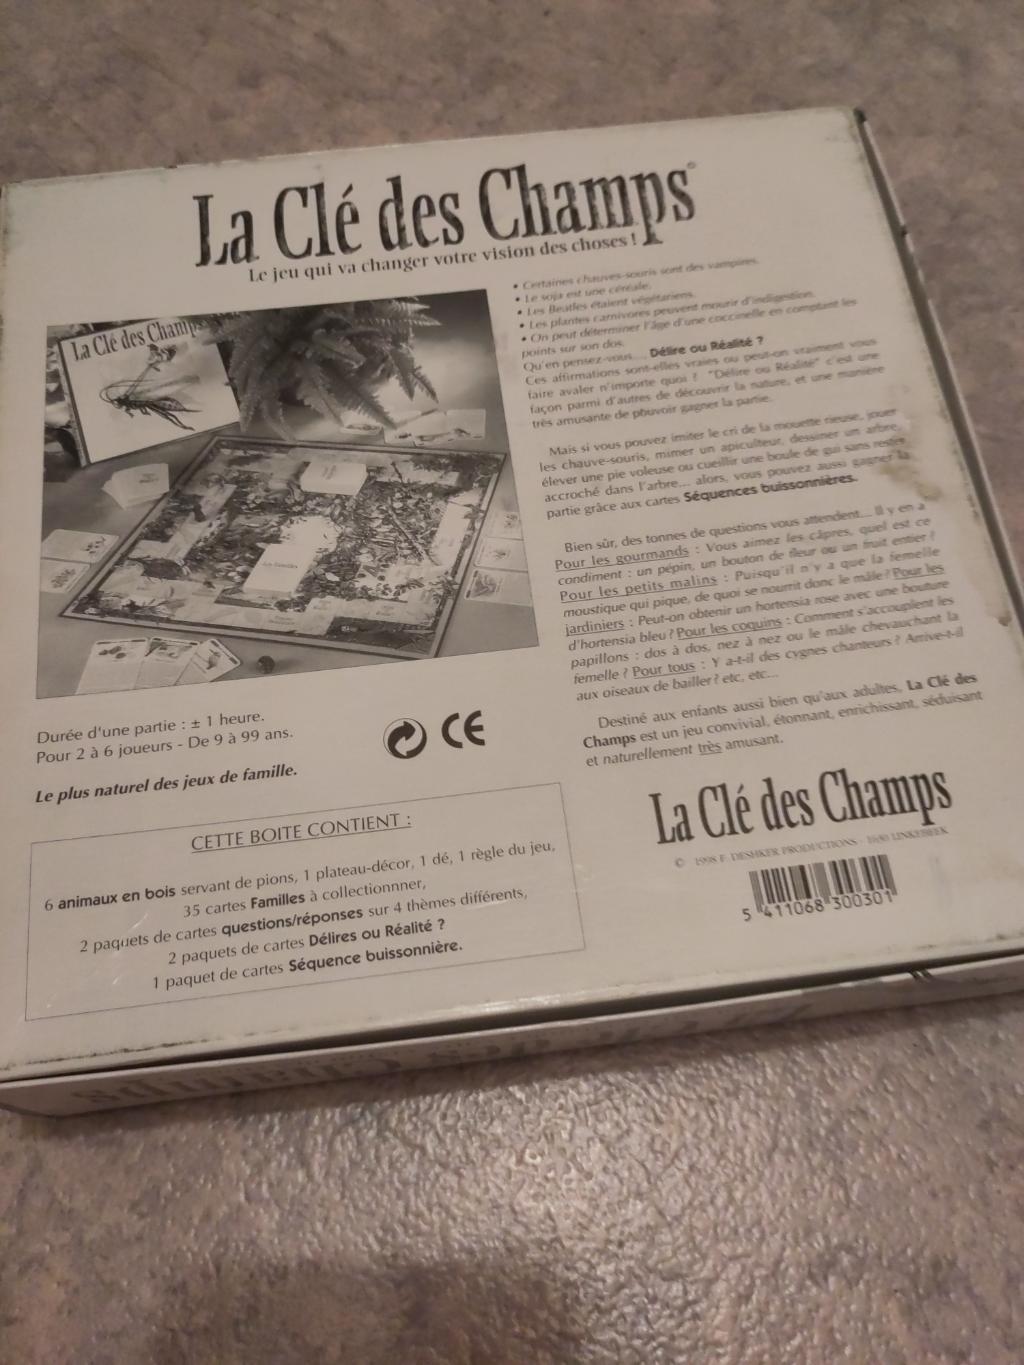 La Clé des Champs©
Le jeu qui va changer votre vision des choses !
La Clé des Champs
• Certaines chauves-souris sont des vampires.
• Le soja est une céréale.
• Les Beatles étaient végétariens.
• Les plantes carnivores peuvent mourir d'indigestion.
• On peut déterminer l'âge d'une coccinelle en comptant les
points sur son dos.
Qu'en pensez-vous... Délire ou Réalité ?
Ces affirmations sont-elles vraies ou peut-on vraiment vous
faire avaler n'importe quoi ? "Délire ou Réalité" c'est une
façon parmi d'autres de découvrir la nature, et une manière
très amusante de pouvoir gagner la partie.
Mais si vous pouvez imiter le cri de la mouette rieuse, jouer
les chauve-souris, mimer un apiculteur, dessiner un arbre,
élever une pie voleuse ou cueillir une boule de gui sans rester
accroché dans l'arbre... alors, vous pouvez aussi gagner la
partie grâce aux cartes Séquences buissonnières.
Bien sûr, des tonnes de questions vous attendent... Il y en a
Pour les gourmands : Vous aimez les câpres, quel est ce
condiment : un pépin, un bouton de fleur ou un fruit entier ?
Pour les petits malins : Puisqu'il n'y a que la femelle
moustique qui pique, de quoi se nourrit donc le mâle ? Pour les
jardiniers : Peut-on obtenir un hortensia rose avec une bouture
d'hortensia bleu ? Pour les coquins : Comment s'accouplent les
papillons : dos à dos, nez à nez ou le mâle chevauchant la
femelle ? Pour tous : Y a-t-il des cygnes chanteurs ? Arrive-t-il
aux oiseaux de bailler ? etc, etc...
Destiné aux enfants aussi bien qu'aux adultes, La Clé des
Champs est un jeu convivial, étonnant, enrichissant, séduisant
et naturellement très amusant.
Durée d'une partie : ± 1 heure.
Pour 2 à 6 joueurs - De 9 à 99 ans.
CE
Le plus naturel des jeux de famille.
CETTE BOITE CONTIENT :
6 animaux en bois servant de pions, 1 plateau-décor, 1 dé, 1 règle du jeu,
35 cartes Familles à collectionnner,
2 paquets de cartes questions/réponses sur 4 thèmes différents,
2 paquets de cartes Délires ou Réalité ?
1 paquet de cartes Séquence buissonnière.
La Clé des Champs
© 1998 F. DESHKER PRODUCTIONS - 1630 LINKEBEEK
5 411068 300301